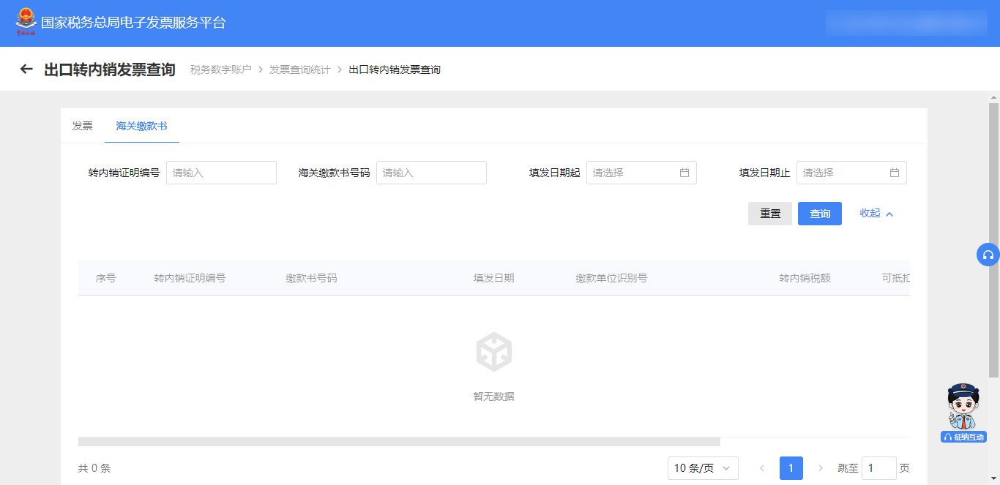 国家税务总局电子发票服务平台
出口转内销发票查询 税务数字账户 > 发票查询统计 > 出口转内销发票查询
发票 海关缴款书
转内销证明编号 请输入 海关缴款书号码 请输入 填发日期起 请选择 填发日期止 请选择
重置 查询 收起
序号 转内销证明编号 缴款书号码 填发日期 缴款单位识别号 转内销税额 可抵扣
暂无数据
征纳互动
共 0 条 10 条/页 < 1 > 跳至 1 页